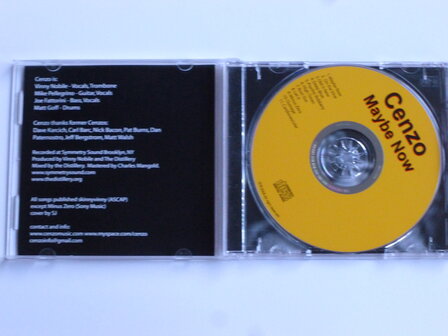 Cenzo is:
Vinny Nobile - Vocals, Trombone
Mike Pellegrino - Guitar, Vocals
Joe Fattorini - Bass, Vocals
Matt Goff - Drums
Cenzo thanks former Cenzos:
Dave Karcich, Carl Barc, Nick Bacon, Pat Burns, Dan
Paternostro, Jeff Bergstrom, Matt Walsh
Recorded at Symmetry Sound Brooklyn, NY
Produced by Vinny Nobile and The Distillery
Mixed by the Distillery. Mastered by Charles Mangold.
www.symmetrysound.com
www.thedistillery.org
All songs published skinnyvinny (ASCAP)
except Minus Zero (Sony Music)
cover by SJ
contact and info:
www.cenzomusic.com www.myspace.com/cenzo
cenzoinfo@gmail.com
Cenzo
Maybe Now